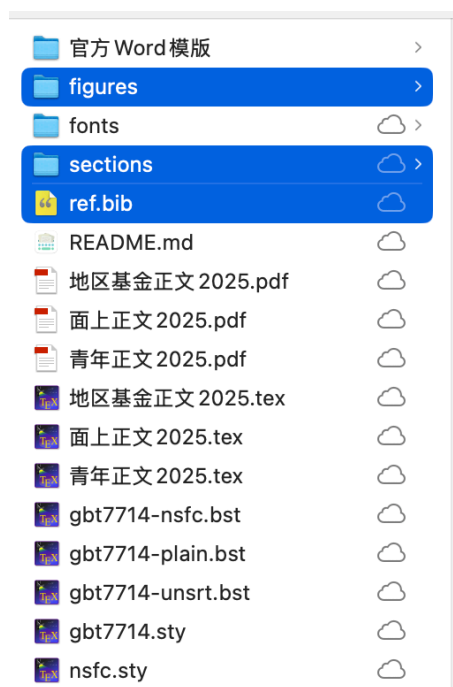 官方Word模版
figures
fonts
sections
ref.bib
README.md
地区基金正文2025.pdf
面上正文2025.pdf
青年正文2025.pdf
地区基金正文2025.tex
面上正文2025.tex
青年正文2025.tex
gbt7714-nsfc.bst
gbt7714-plain.bst
gbt7714-unsrt.bst
gbt7714.sty
nsfc.sty